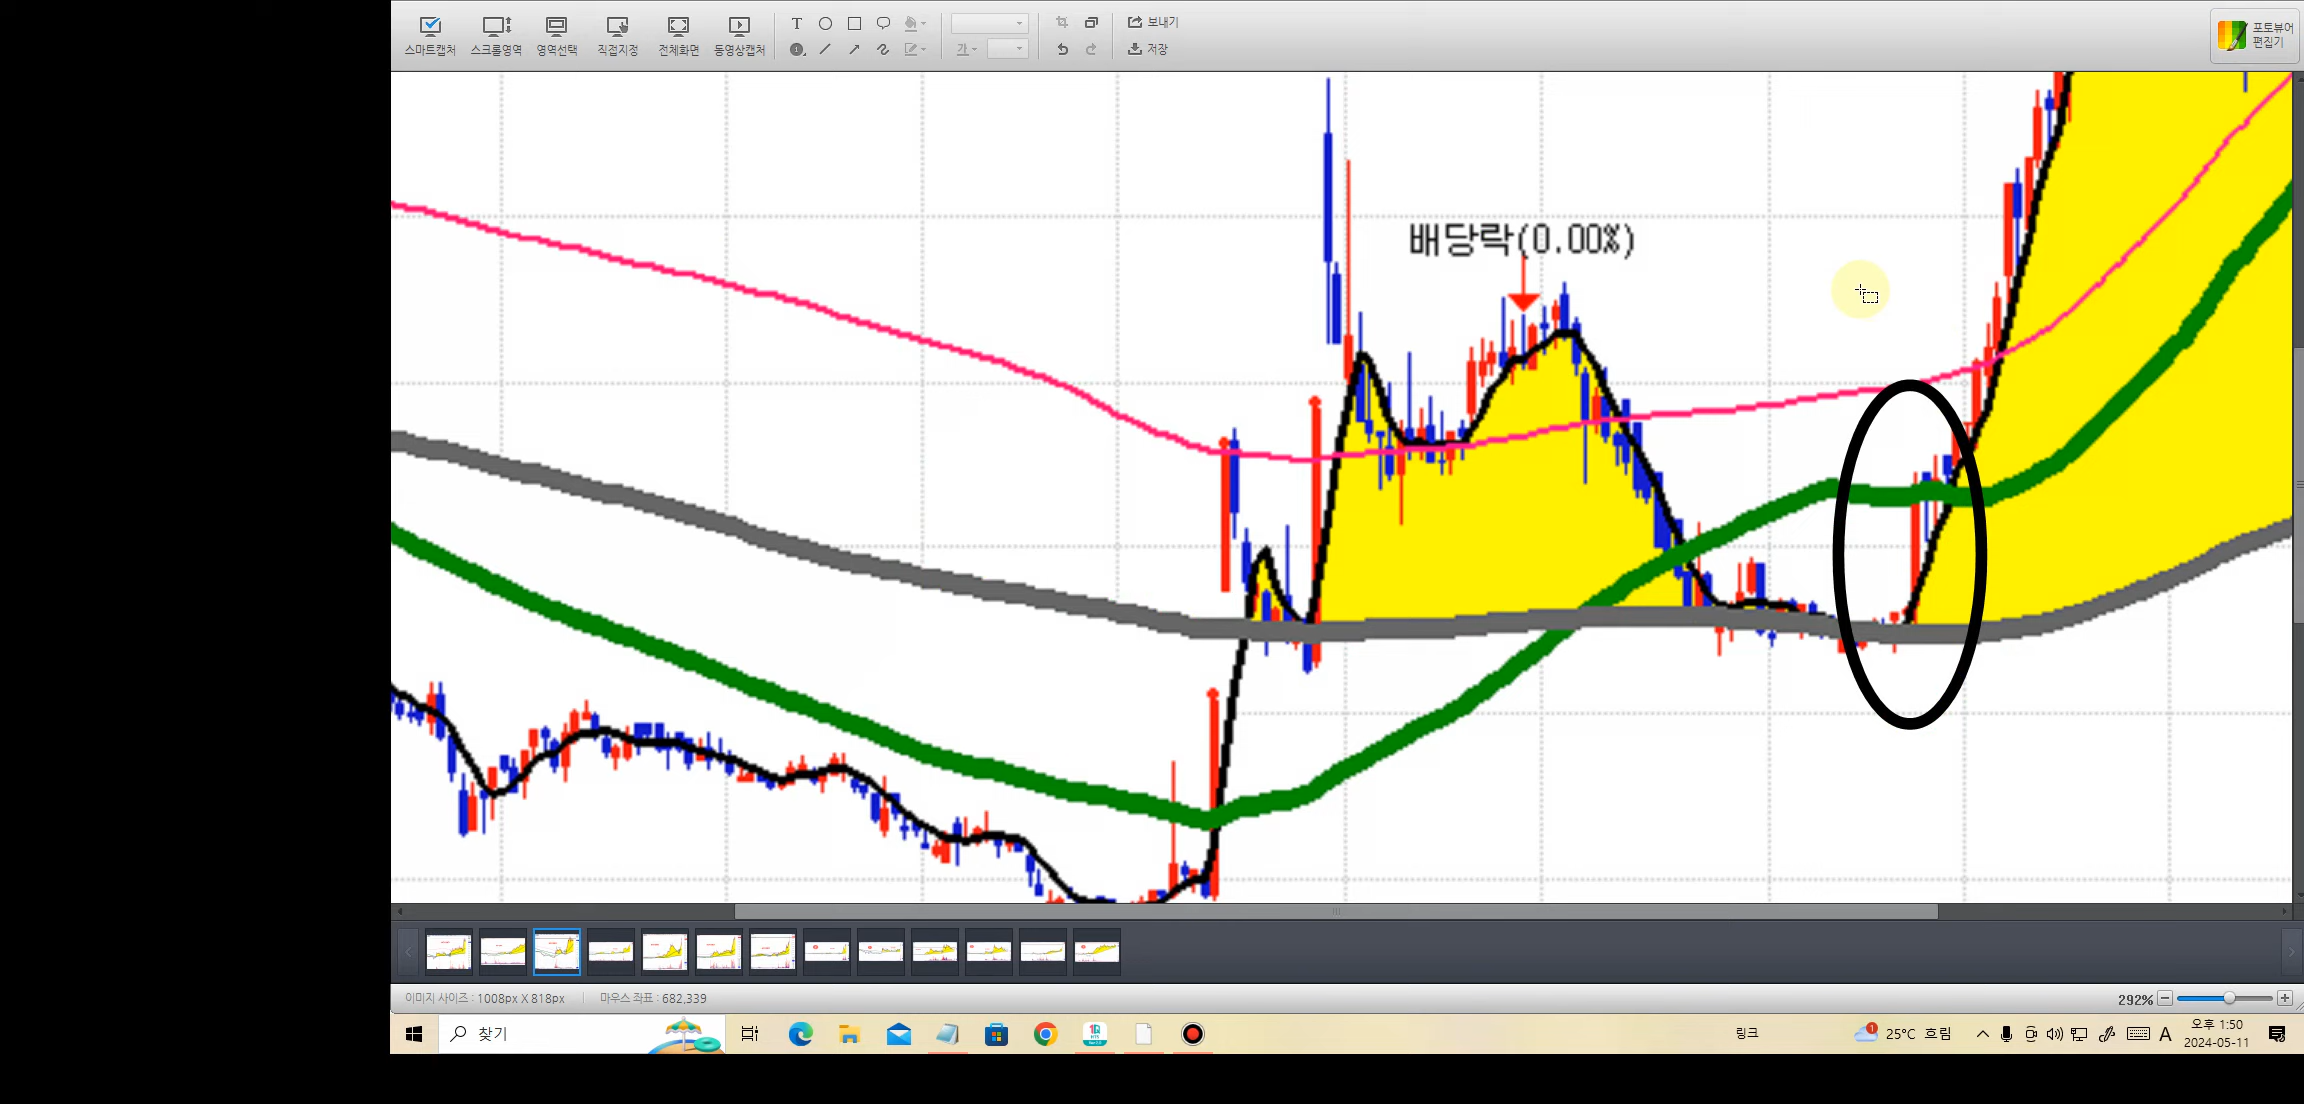 T
보내기
포토뷰어
편집기
스마트캡처 스크롤영역 영역선택 직접지정 전체화면 동영상캡처
가
저장
배당락(0.00%)
이미지 사이즈 : 1008px X 818px 마우스 좌표 : 682,339
292%
찾기
링크
1
25°C 흐림
A
오후 1:50
2024-05-11